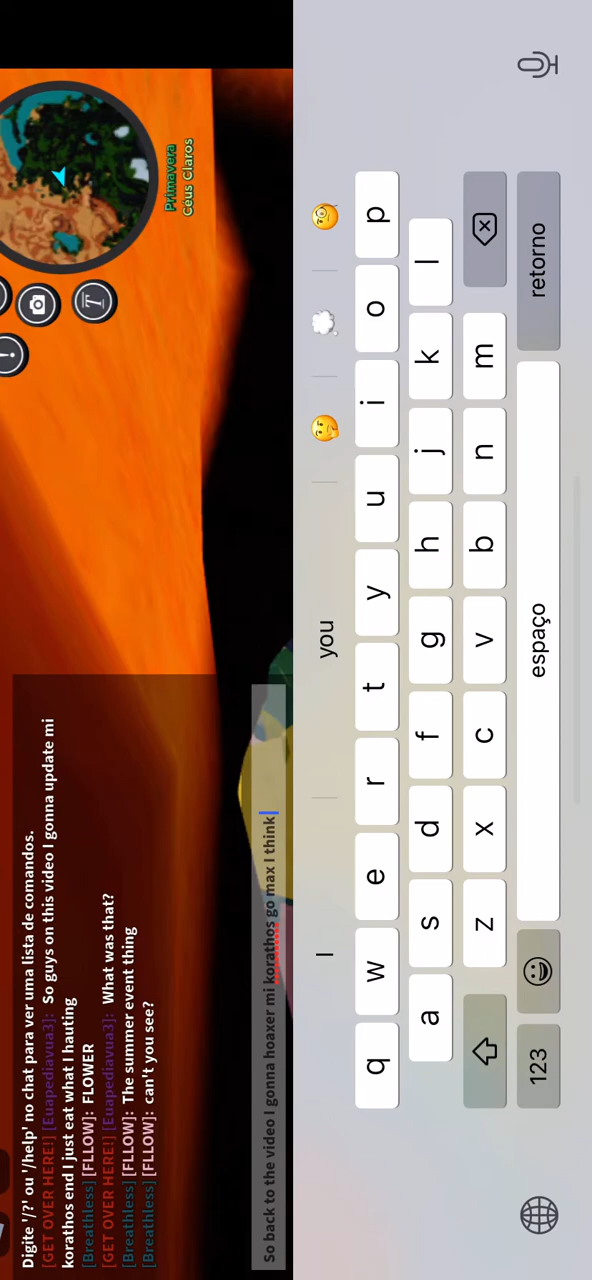 Primavera
Céus Claros
T
Digite '/?' ou '/help' no chat para ver uma lista de comandos.
[GET OVER HERE!] [Euapediavua3]: So guys on this video I gonna update mi
korathos end I just eat what I hauting
[Breathless] [FLLOW]: FLOWER
[GET OVER HERE!] [Euapediavua3]: What was that?
[Breathless] [FLLOW]: The summer event thing
[Breathless] [FLLOW]: can't you see?
So back to the video I gonna hoaxer mi korathos go max I think
I you
q w e r t y u i o p
a s d f g h j k l
z x c v b n m
123 espaço retorno